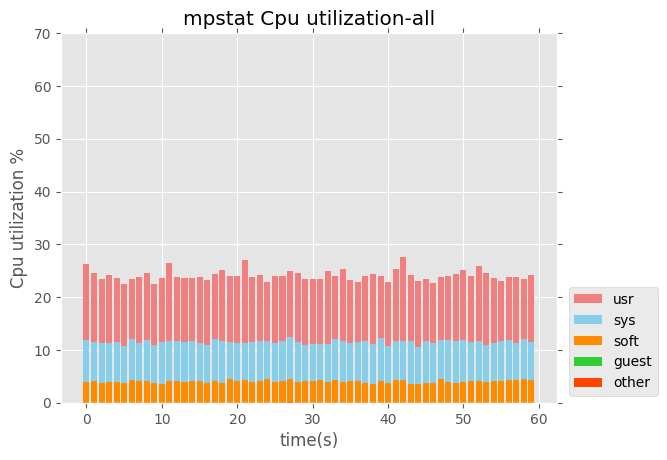 mpstat Cpu utilization-all
Cpu utilization %
70
60
50
40
30
20
10
0
0 10 20 30 40 50 60
time(s)
usr
sys
soft
guest
other